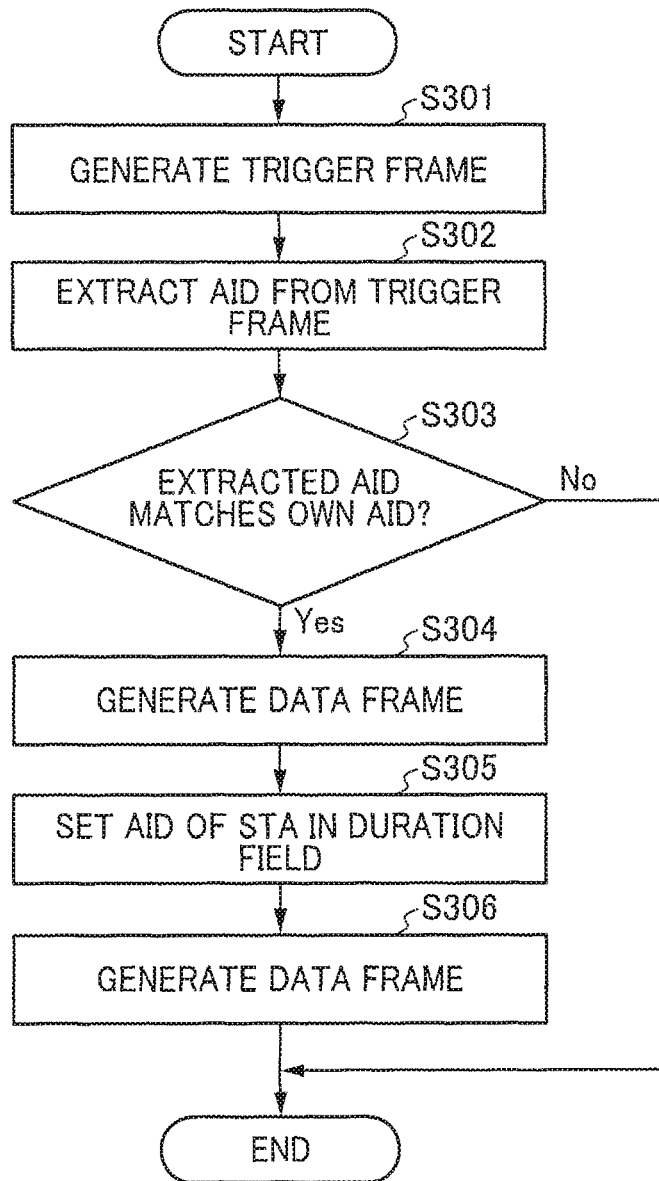 START
S301
GENERATE TRIGGER FRAME
S302
EXTRACT AID FROM TRIGGER
FRAME
S303
EXTRACTED AID
MATCHES OWN AID?
No
Yes
S304
GENERATE DATA FRAME
S305
SET AID OF STA IN DURATION
FIELD
S306
GENERATE DATA FRAME
END